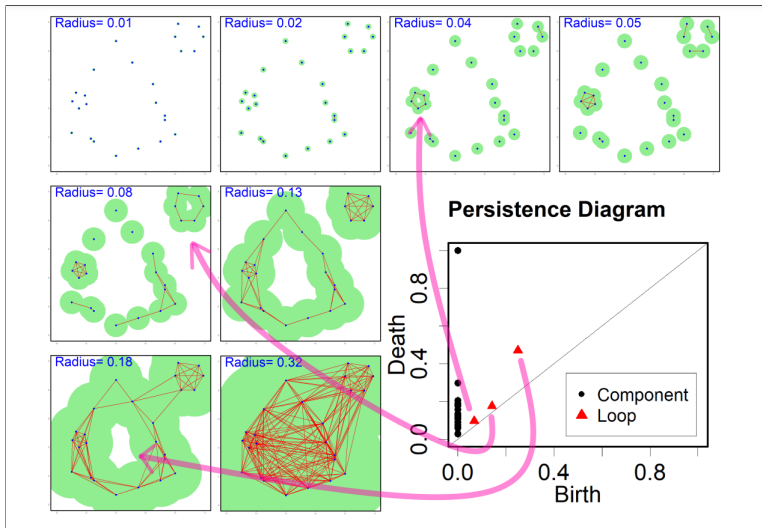 Radius= 0.01
Radius= 0.02
Radius= 0.04
Radius= 0.05
Radius= 0.08
Radius= 0.13
Persistence Diagram
Radius= 0.18
Radius= 0.32
Death
0.0
0.4
0.8
Component
Loop
0.0
0.4
0.8
Birth